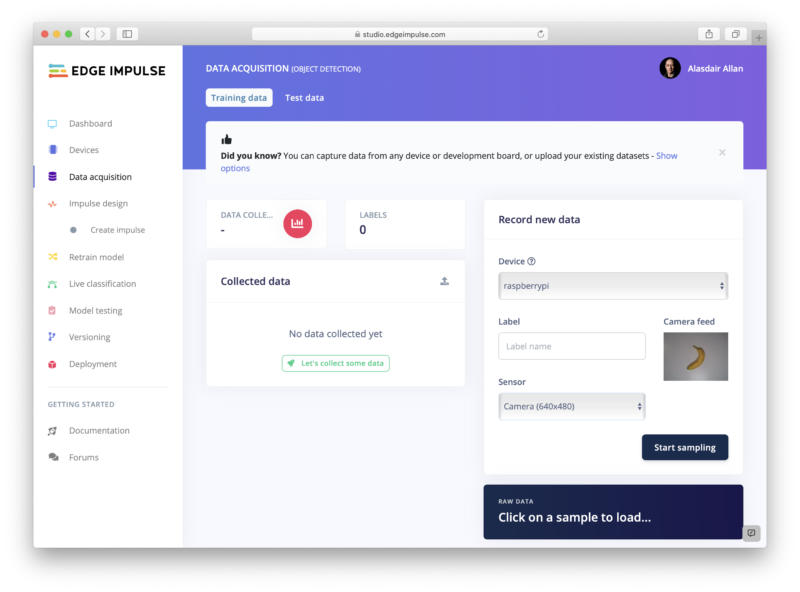 studio.edgeimpulse.com
EDGE IMPULSE
DATA ACQUISITION (OBJECT DETECTION)
Alasdair Allan
Training data
Test data
Dashboard
Devices
Data acquisition
Impulse design
Create impulse
Retrain model
Live classification
Model testing
Versioning
Deployment
GETTING STARTED
Documentation
Forums
Did you know? You can capture data from any device or development board, or upload your existing datasets - Show
options
DATA COLLE...
-
LABELS
0
Collected data
No data collected yet
Let's collect some data
Record new data
Device
raspberrypi
Label
Camera feed
Label name
Sensor
Camera (640x480)
Start sampling
RAW DATA
Click on a sample to load...